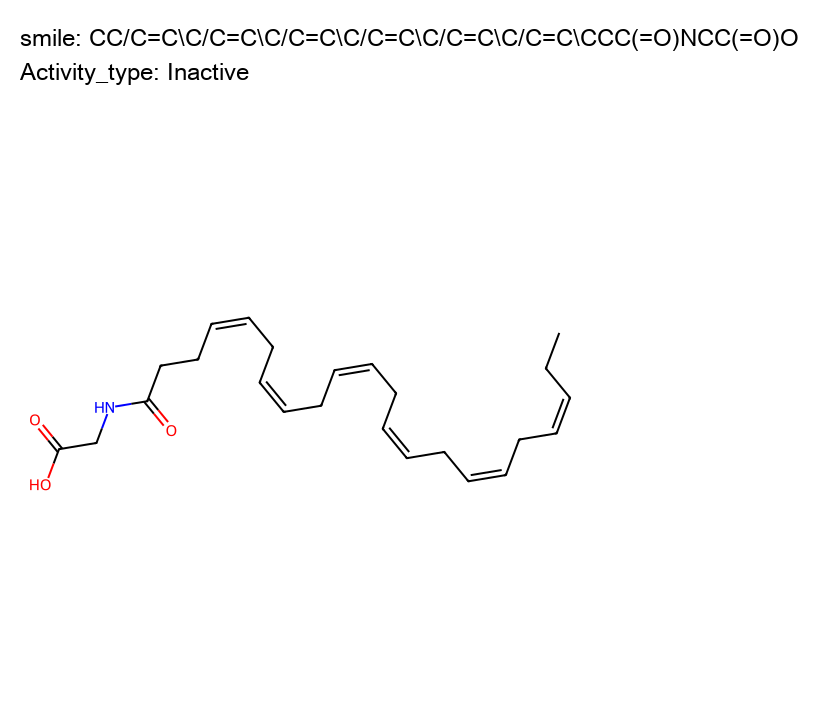 smile: CC/C=C\C/C=C\C/C=C\C/C=C\C/C=C\C/C=C\CCC(=O)NCC(=O)O
Activity_type: Inactive
HN
O
O
HO